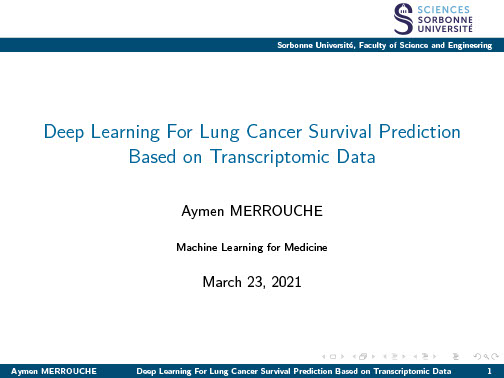 SCIENCES
SORBONNE
UNIVERSITÉ
Sorbonne Université, Faculty of Science and Engineering
Deep Learning For Lung Cancer Survival Prediction
Based on Transcriptomic Data
Aymen MERROUCHE
Machine Learning for Medicine
March 23, 2021
Aymen MERROUCHE Deep Learning For Lung Cancer Survival Prediction Based on Transcriptomic Data 1